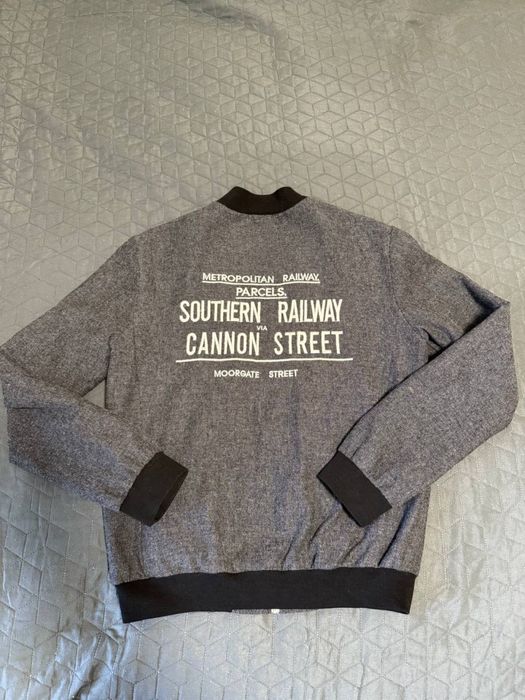 METROPOLITAN RAILWAY.
PARCELS.
SOUTHERN RAILWAY
VIA
CANNON STREET
MOORGATE STREET